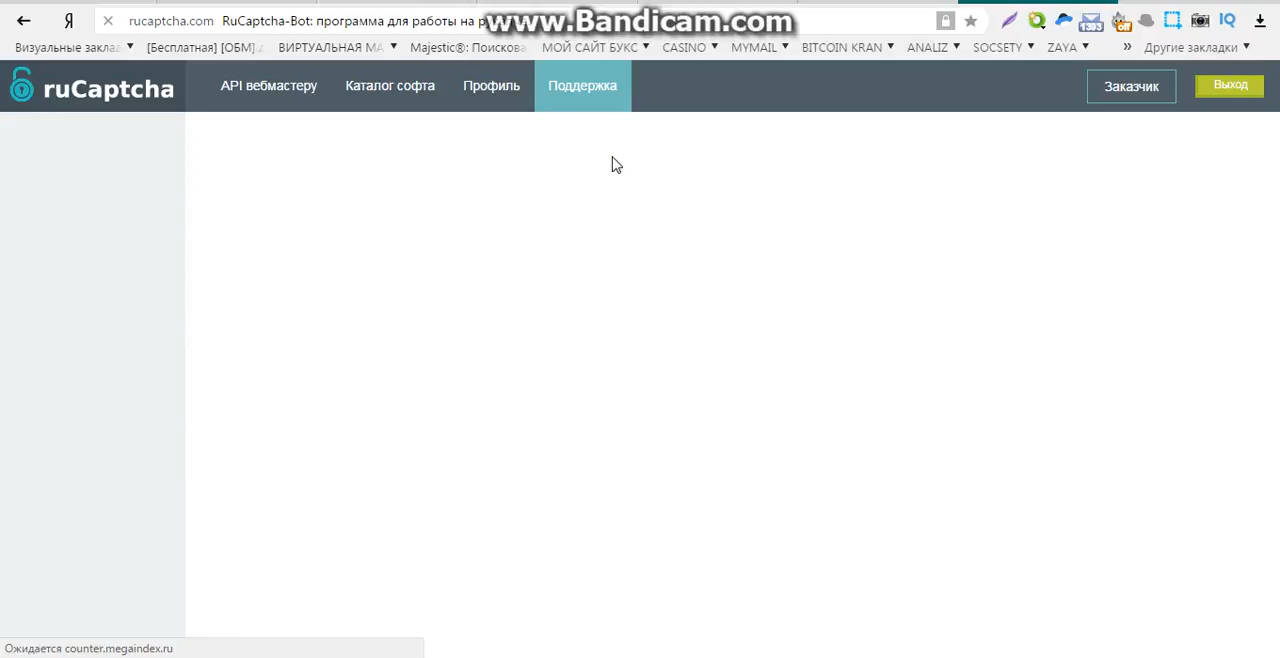 www.Bandicam.com
Я rucaptcha.com RuCaptcha-Bot: программа для работы на
Визуальные заклад [Бесплатная] [ОБМ] ВИРТУАЛЬНАЯ МА Majestic®: Поискова МОЙ САЙТ БУКС CASINO MYMAIL BITCOIN KRAN ANALIZ SOCSETY ZAYA » Другие закладки
ruCaptcha API вебмастеру Каталог софта Профиль Поддержка Заказчик Выход
Ожидается counter.megaindex.ru